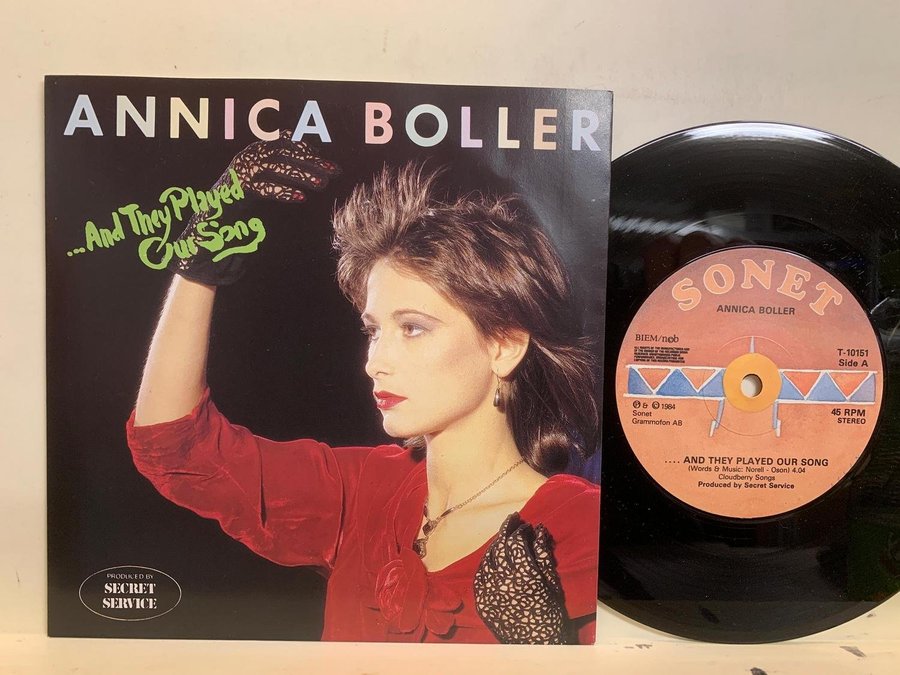 ANNICA BOLLER
...And They Played
Our Song
PRODUCED BY
SECRET
SERVICE
SONET
ANNICA BOLLER
BIEM/n©b
T-10151
Side A
℗ & © 1984
Sonet
Grammofon AB
45 RPM
STEREO
.... AND THEY PLAYED OUR SONG
(Words & Music: Norell - Oson) 4.04
Cloudberry Songs
Produced by Secret Service